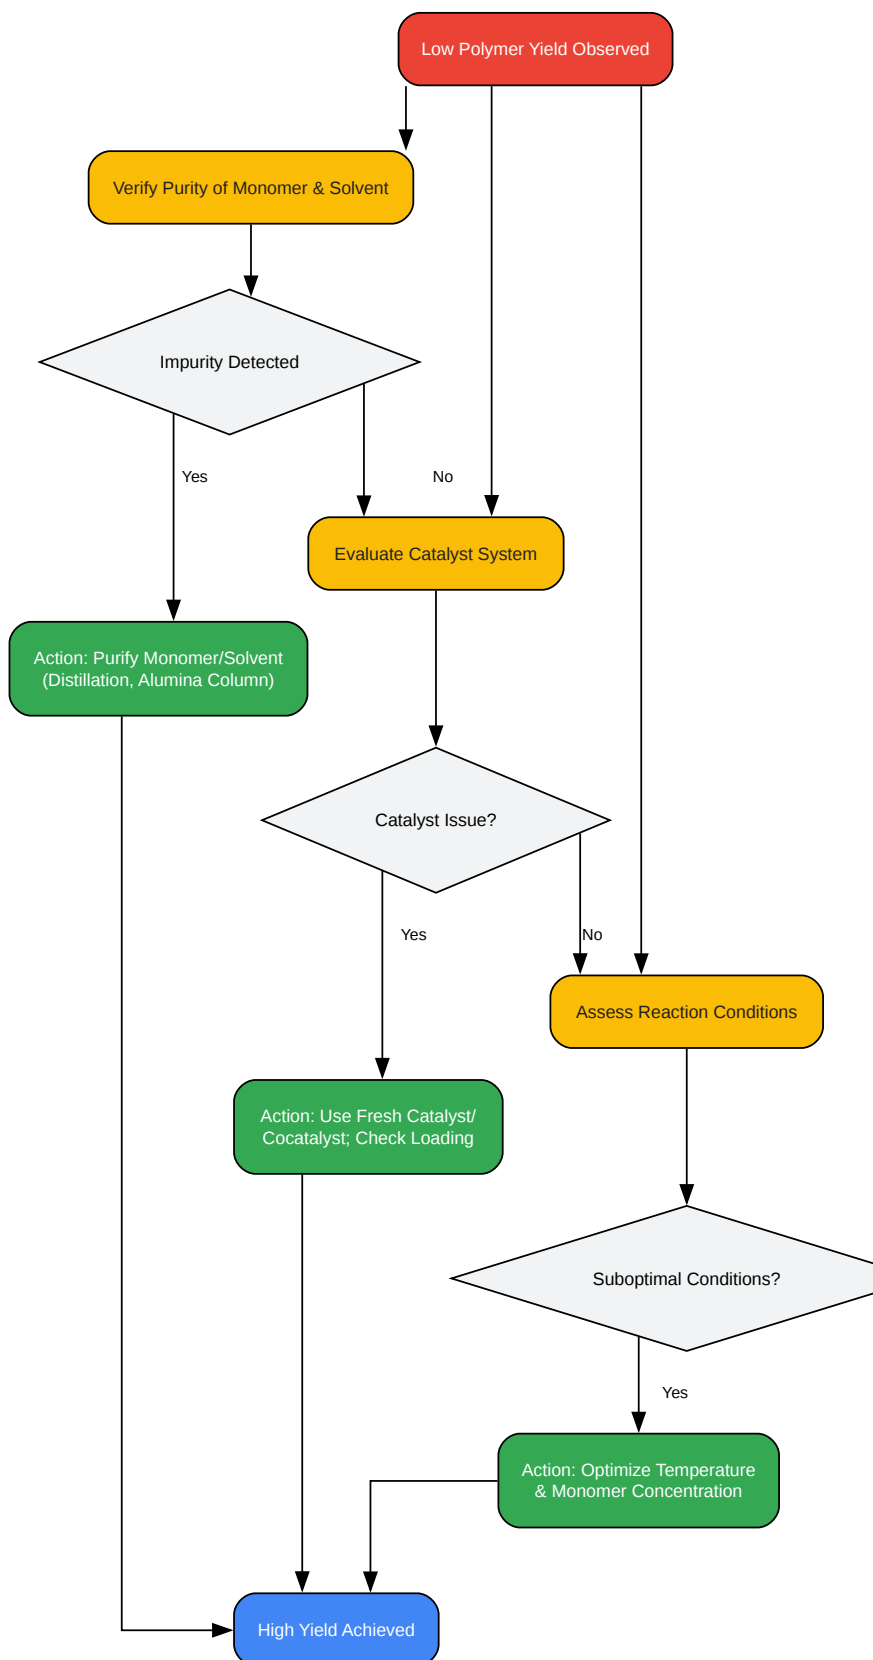 Low Polymer Yield Observed
Verify Purity of Monomer & Solvent
Impurity Detected
Yes
No
Evaluate Catalyst System
Action: Purify Monomer/Solvent
(Distillation, Alumina Column)
Catalyst Issue?
Yes
No
Assess Reaction Conditions
Action: Use Fresh Catalyst/
Cocatalyst; Check Loading
Suboptimal Conditions?
Yes
Action: Optimize Temperature
& Monomer Concentration
High Yield Achieved